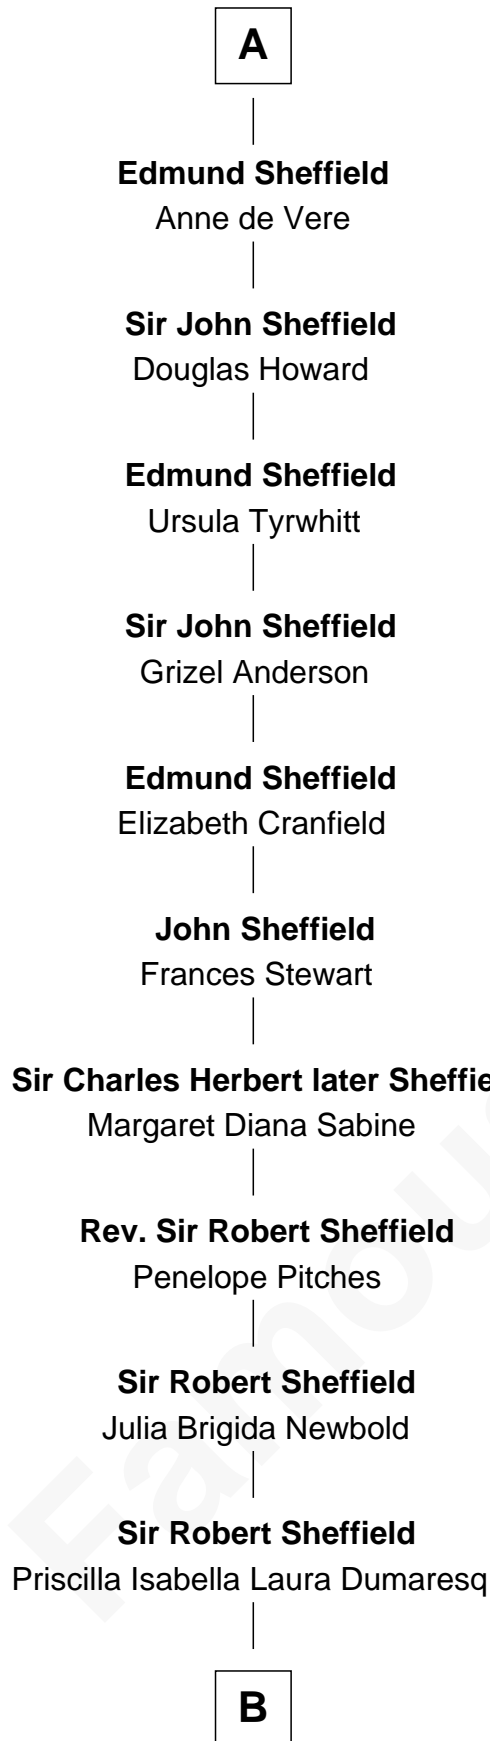 A
Edmund Sheffield
Anne de Vere
Sir John Sheffield
Douglas Howard
Edmund Sheffield
Ursula Tyrwhitt
Sir John Sheffield
Grizel Anderson
Edmund Sheffield
Elizabeth Cranfield
John Sheffield
Frances Stewart
Sir Charles Herbert later Sheffie
Margaret Diana Sabine
Rev. Sir Robert Sheffield
Penelope Pitches
Sir Robert Sheffield
Julia Brigida Newbold
Sir Robert Sheffield
Priscilla Isabella Laura Dumaresq
B
Famou